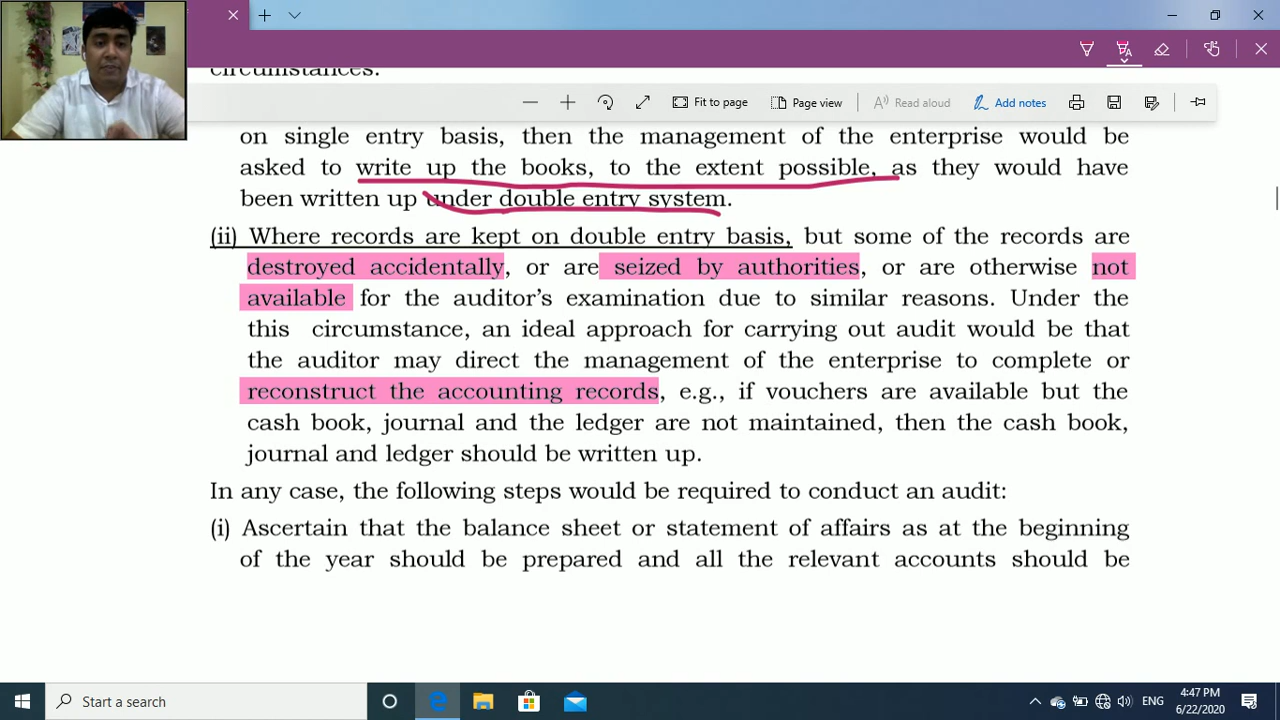 circumstances.
Fit to page
Page view
Read aloud
Add notes
on single entry basis, then the management of the enterprise would be
asked to write up the books, to the extent possible, as they would have
been written up under double entry system.
(ii) Where records are kept on double entry basis, but some of the records are
destroyed accidentally, or are seized by authorities, or are otherwise not
available for the auditor's examination due to similar reasons. Under the
this circumstance, an ideal approach for carrying out audit would be that
the auditor may direct the management of the enterprise to complete or
reconstruct the accounting records, e.g., if vouchers are available but the
cash book, journal and the ledger are not maintained, then the cash book,
journal and ledger should be written up.
In any case, the following steps would be required to conduct an audit:
(i) Ascertain that the balance sheet or statement of affairs as at the beginning
of the year should be prepared and all the relevant accounts should be
Start a search
ENG
4:47 PM
6/22/2020